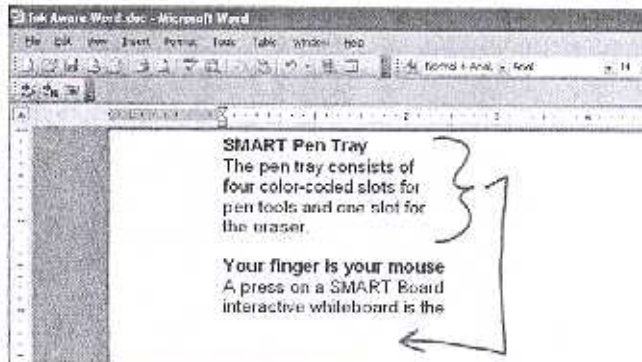 Ink Aware Word.doc - Microsoft Word
File Edit View Insert Format Tools Table Window Help
Normal + Arial Arial 14
SMART Pen Tray
The pen tray consists of
four color-coded slots for
pen tools and one slot for
the eraser.
Your finger is your mouse
A press on a SMART Board
interactive whiteboard is the